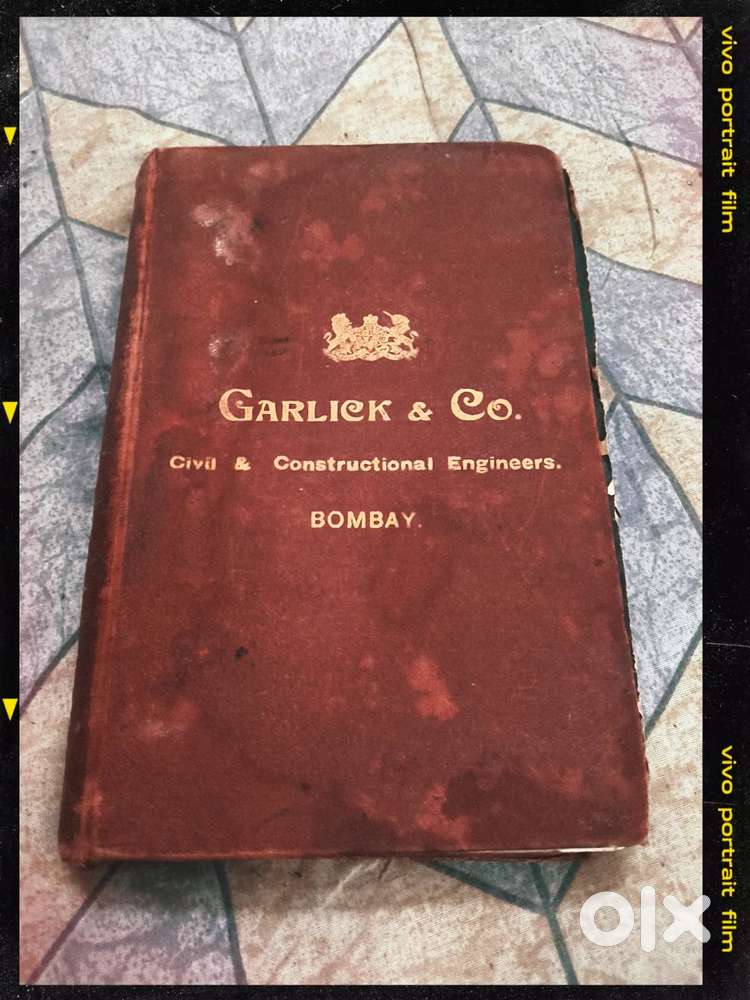 GARLICK & CO.
Civil & Constructional Engineers.
BOMBAY.
vivo portrait film
vivo portrait film
olx